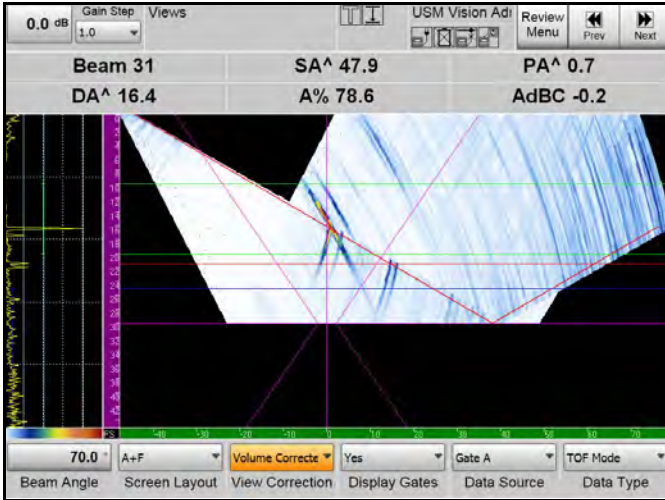 0.0 dB
Gain Step
1.0
Views
USM Vision Adv
Review Menu
Prev
Next
Beam 31
SA^ 47.9
PA^ 0.7
DA^ 16.4
A% 78.6
AdBC -0.2
70.0 °
Beam Angle
A+F
Screen Layout
Volume Correcte
View Correction
Yes
Display Gates
Gate A
Data Source
TOF Mode
Data Type